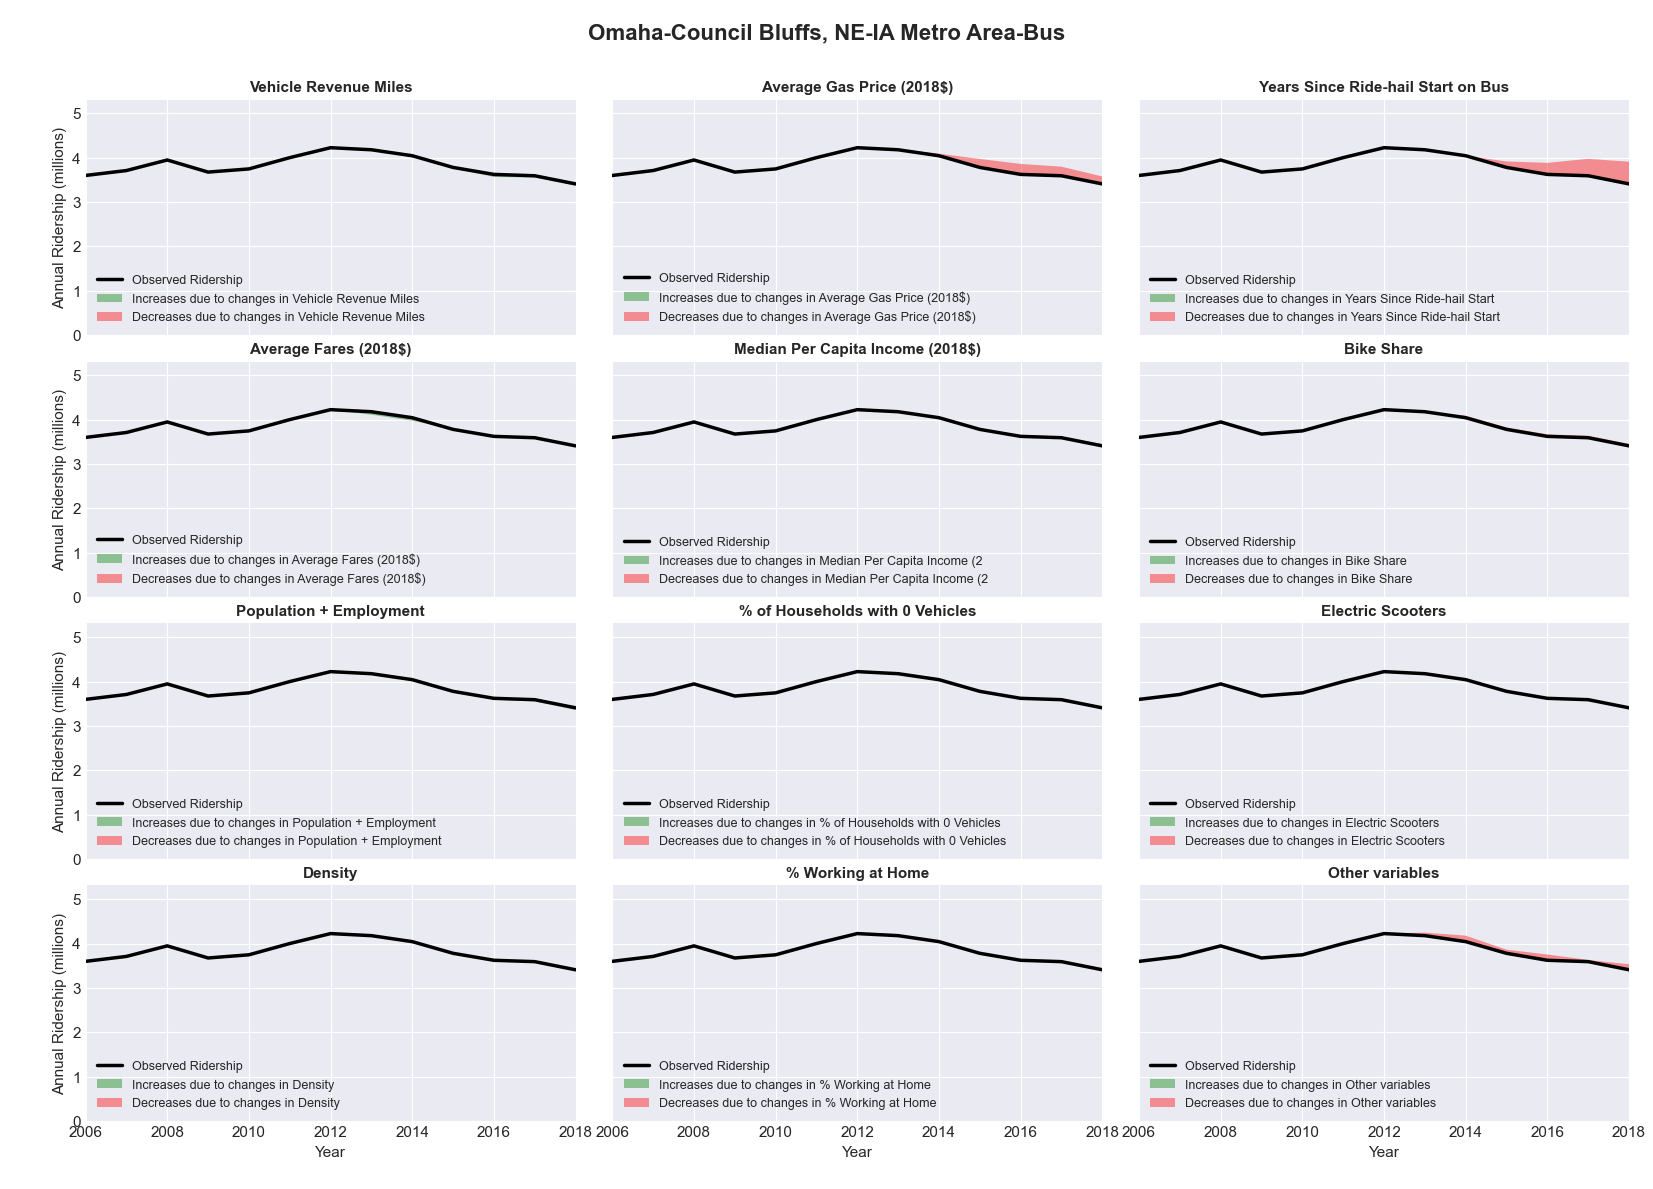 Omaha-Council Bluffs, NE-IA Metro Area-Bus
Vehicle Revenue Miles
Annual Ridership (millions)
5
4
3
2
1
0
Observed Ridership
Increases due to changes in Vehicle Revenue Miles
Decreases due to changes in Vehicle Revenue Miles
Average Gas Price (2018$)
Observed Ridership
Increases due to changes in Average Gas Price (2018$)
Decreases due to changes in Average Gas Price (2018$)
Years Since Ride-hail Start on Bus
Observed Ridership
Increases due to changes in Years Since Ride-hail Start
Decreases due to changes in Years Since Ride-hail Start
Average Fares (2018$)
Annual Ridership (millions)
5
4
3
2
1
0
Observed Ridership
Increases due to changes in Average Fares (2018$)
Decreases due to changes in Average Fares (2018$)
Median Per Capita Income (2018$)
Observed Ridership
Increases due to changes in Median Per Capita Income (2
Decreases due to changes in Median Per Capita Income (2
Bike Share
Observed Ridership
Increases due to changes in Bike Share
Decreases due to changes in Bike Share
Population + Employment
Annual Ridership (millions)
5
4
3
2
1
0
Observed Ridership
Increases due to changes in Population + Employment
Decreases due to changes in Population + Employment
% of Households with 0 Vehicles
Observed Ridership
Increases due to changes in % of Households with 0 Vehicles
Decreases due to changes in % of Households with 0 Vehicles
Electric Scooters
Observed Ridership
Increases due to changes in Electric Scooters
Decreases due to changes in Electric Scooters
Density
Annual Ridership (millions)
5
4
3
2
1
0
Observed Ridership
Increases due to changes in Density
Decreases due to changes in Density
2006 2008 2010 2012 2014 2016 2018
Year
% Working at Home
Observed Ridership
Increases due to changes in % Working at Home
Decreases due to changes in % Working at Home
2006 2008 2010 2012 2014 2016 2018
Year
Other variables
Observed Ridership
Increases due to changes in Other variables
Decreases due to changes in Other variables
2006 2008 2010 2012 2014 2016 2018
Year